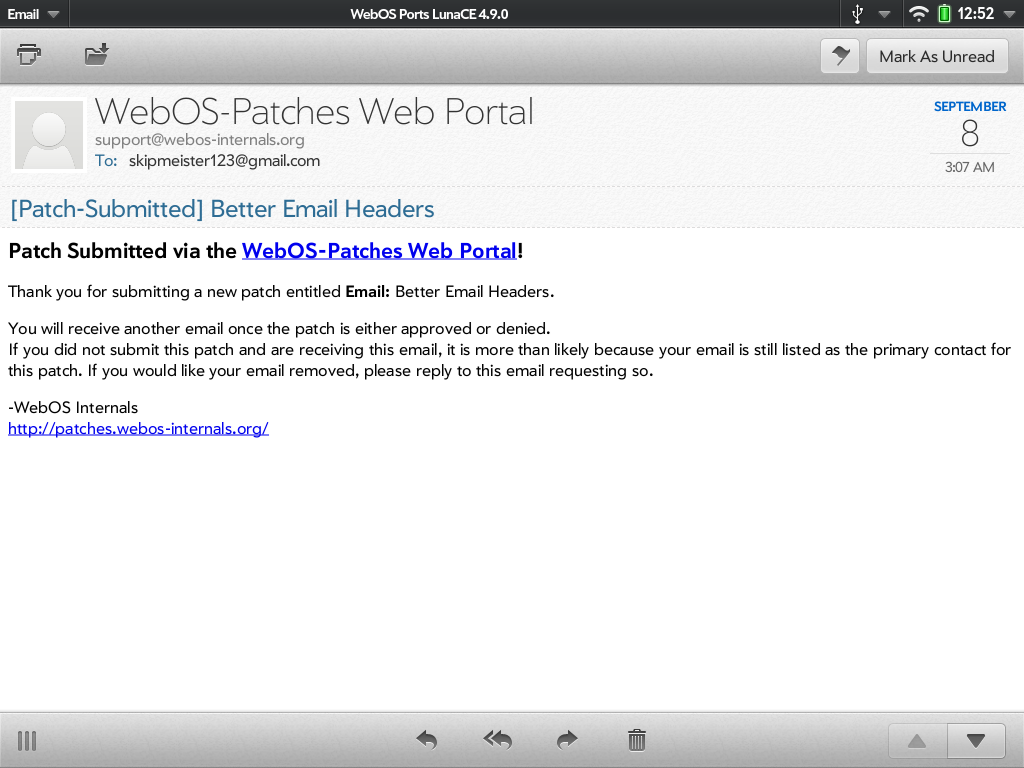 Email
WebOS Ports LunaCE 4.9.0
12:52
Mark As Unread
WebOS-Patches Web Portal
support@webos-internals.org
To: skipmeister123@gmail.com
SEPTEMBER
8
3:07 AM
[Patch-Submitted] Better Email Headers
Patch Submitted via the WebOS-Patches Web Portal!
Thank you for submitting a new patch entitled Email: Better Email Headers.
You will receive another email once the patch is either approved or denied.
If you did not submit this patch and are receiving this email, it is more than likely because your email is still listed as the primary contact for
this patch. If you would like your email removed, please reply to this email requesting so.
-WebOS Internals
http://patches.webos-internals.org/